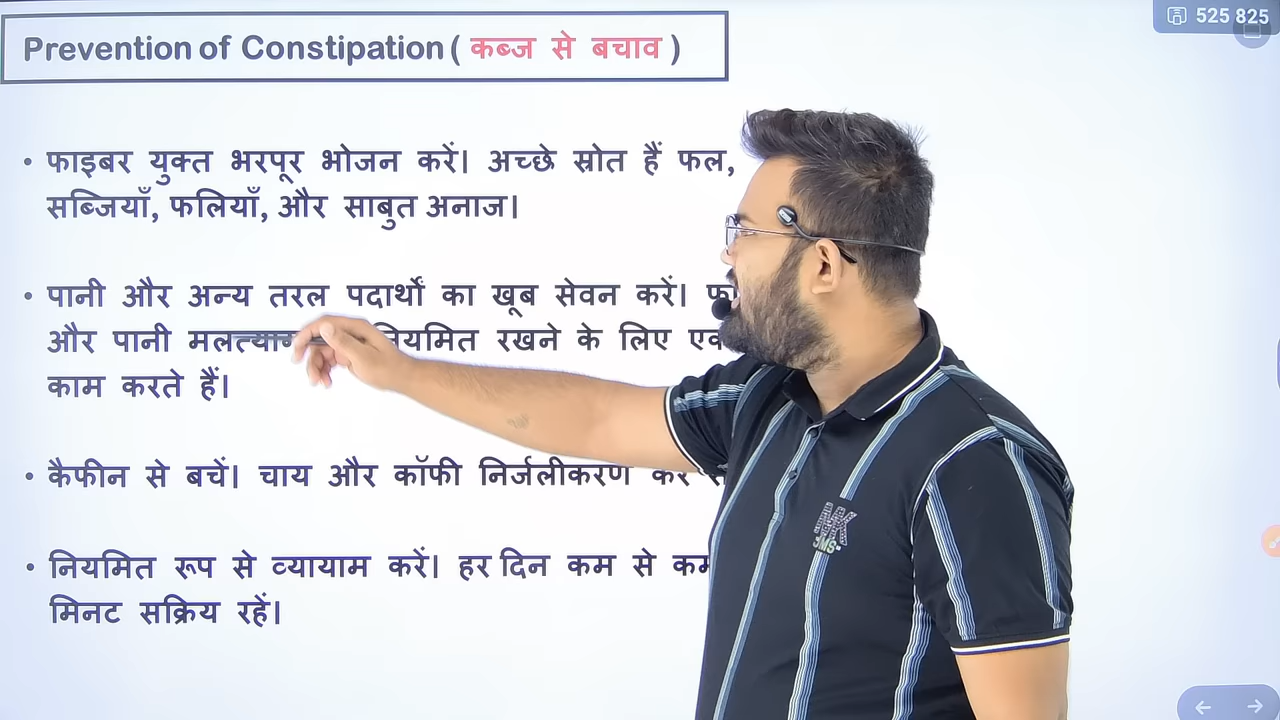 525 825
Prevention of Constipation ( कब्ज से बचाव )
• फाइबर युक्त भरपूर भोजन करें। अच्छे स्रोत हैं फल,
सब्जियाँ, फलियाँ, और साबुत अनाज।
• पानी और अन्य तरल पदार्थों का खूब सेवन करें।
और पानी रखने के लिए
काम करते हैं।
• कैफीन से बचें। चाय और कॉफी निर्जलीकरण कर
• नियमित रूप से व्यायाम करें। हर दिन कम से कम
मिनट सक्रिय रहें।